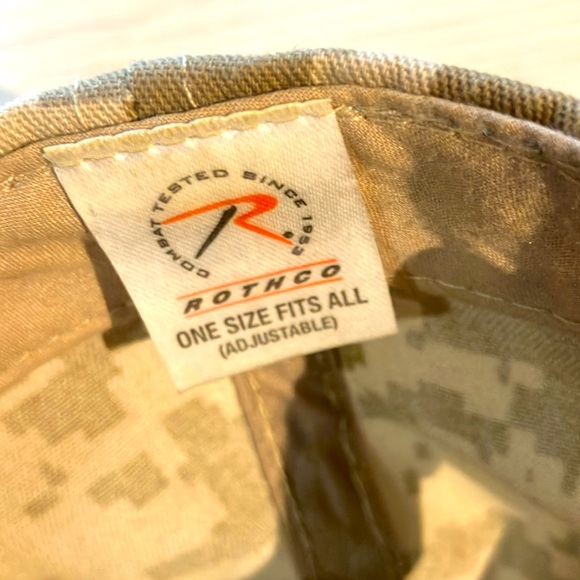 COMBAT TESTED SINCE 1953
R
ROTHCO
ONE SIZE FITS ALL
(ADJUSTABLE)